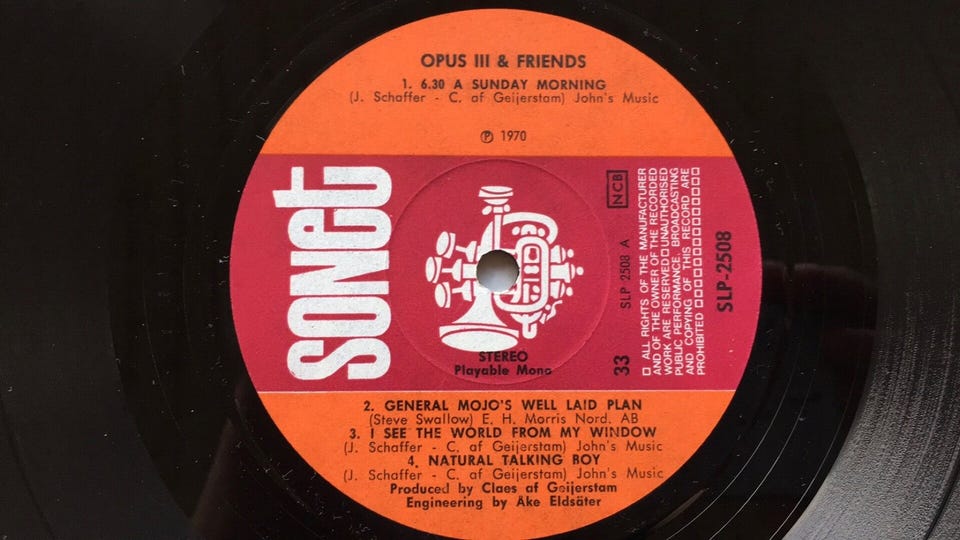 OPUS III & FRIENDS
1. 6.30 A SUNDAY MORNING
(J. Schaffer - C. af Geijerstam) John's Music
℗ 1970
sonet
NCB
STEREO
Playable Mono
33
SLP 2508 A
□ ALL RIGHTS OF THE MANUFACTURER
AND OF THE OWNER OF THE RECORDED
WORK ARE RESERVED □ UNAUTHORISED
PUBLIC PERFORMANCE, BROADCASTING
AND COPYING OF THIS RECORD ARE
PROHIBITED □□□□□□□□□□□□□□
SLP-2508
2. GENERAL MOJO'S WELL LAID PLAN
(Steve Swallow) E. H. Morris Nord. AB
3. I SEE THE WORLD FROM MY WINDOW
(J. Schaffer - C. af Geijerstam) John's Music
4. NATURAL TALKING BOY
(J. Schaffer - C. af Geijerstam) John's Music
Produced by Claes af Geijerstam
Engineering by Åke Eldsäter